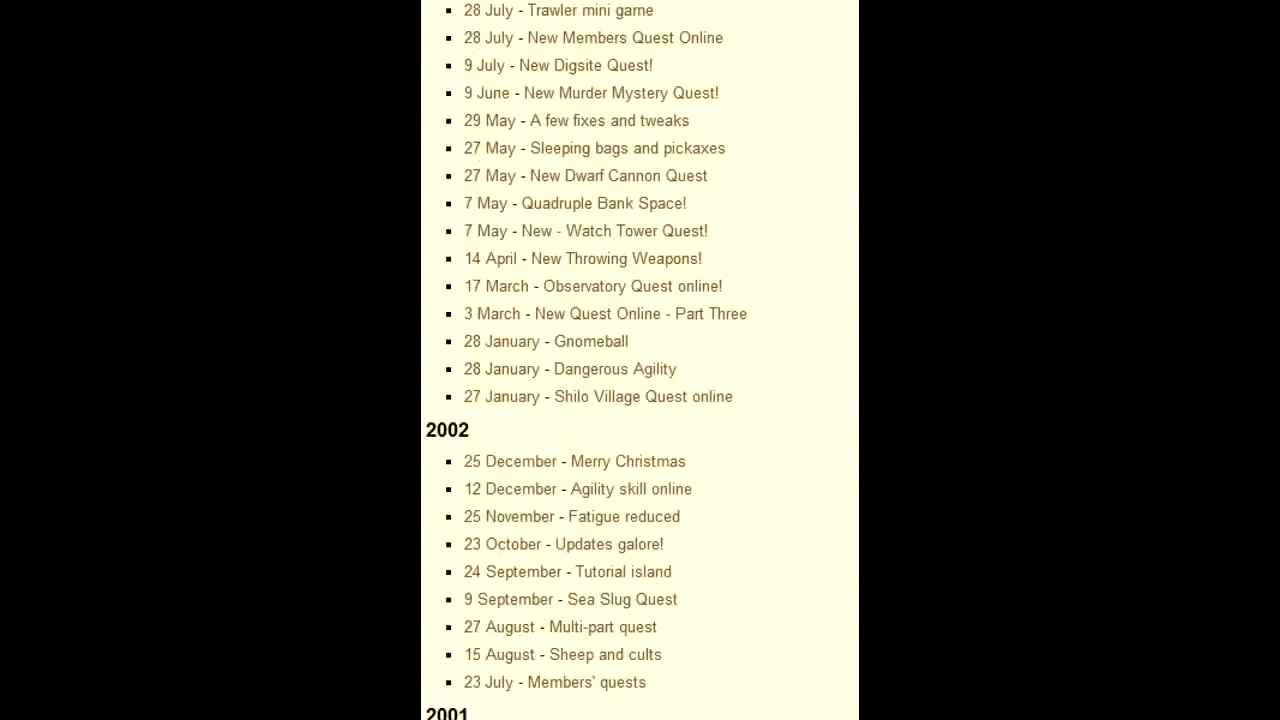 28 July - Trawler mini game
28 July - New Members Quest Online
9 July - New Digsite Quest!
9 June - New Murder Mystery Quest!
29 May - A few fixes and tweaks
27 May - Sleeping bags and pickaxes
27 May - New Dwarf Cannon Quest
7 May - Quadruple Bank Space!
7 May - New - Watch Tower Quest!
14 April - New Throwing Weapons!
17 March - Observatory Quest online!
3 March - New Quest Online - Part Three
28 January - Gnomeball
28 January - Dangerous Agility
27 January - Shilo Village Quest online
2002
25 December - Merry Christmas
12 December - Agility skill online
25 November - Fatigue reduced
23 October - Updates galore!
24 September - Tutorial island
9 September - Sea Slug Quest
27 August - Multi-part quest
15 August - Sheep and cults
23 July - Members' quests
2001